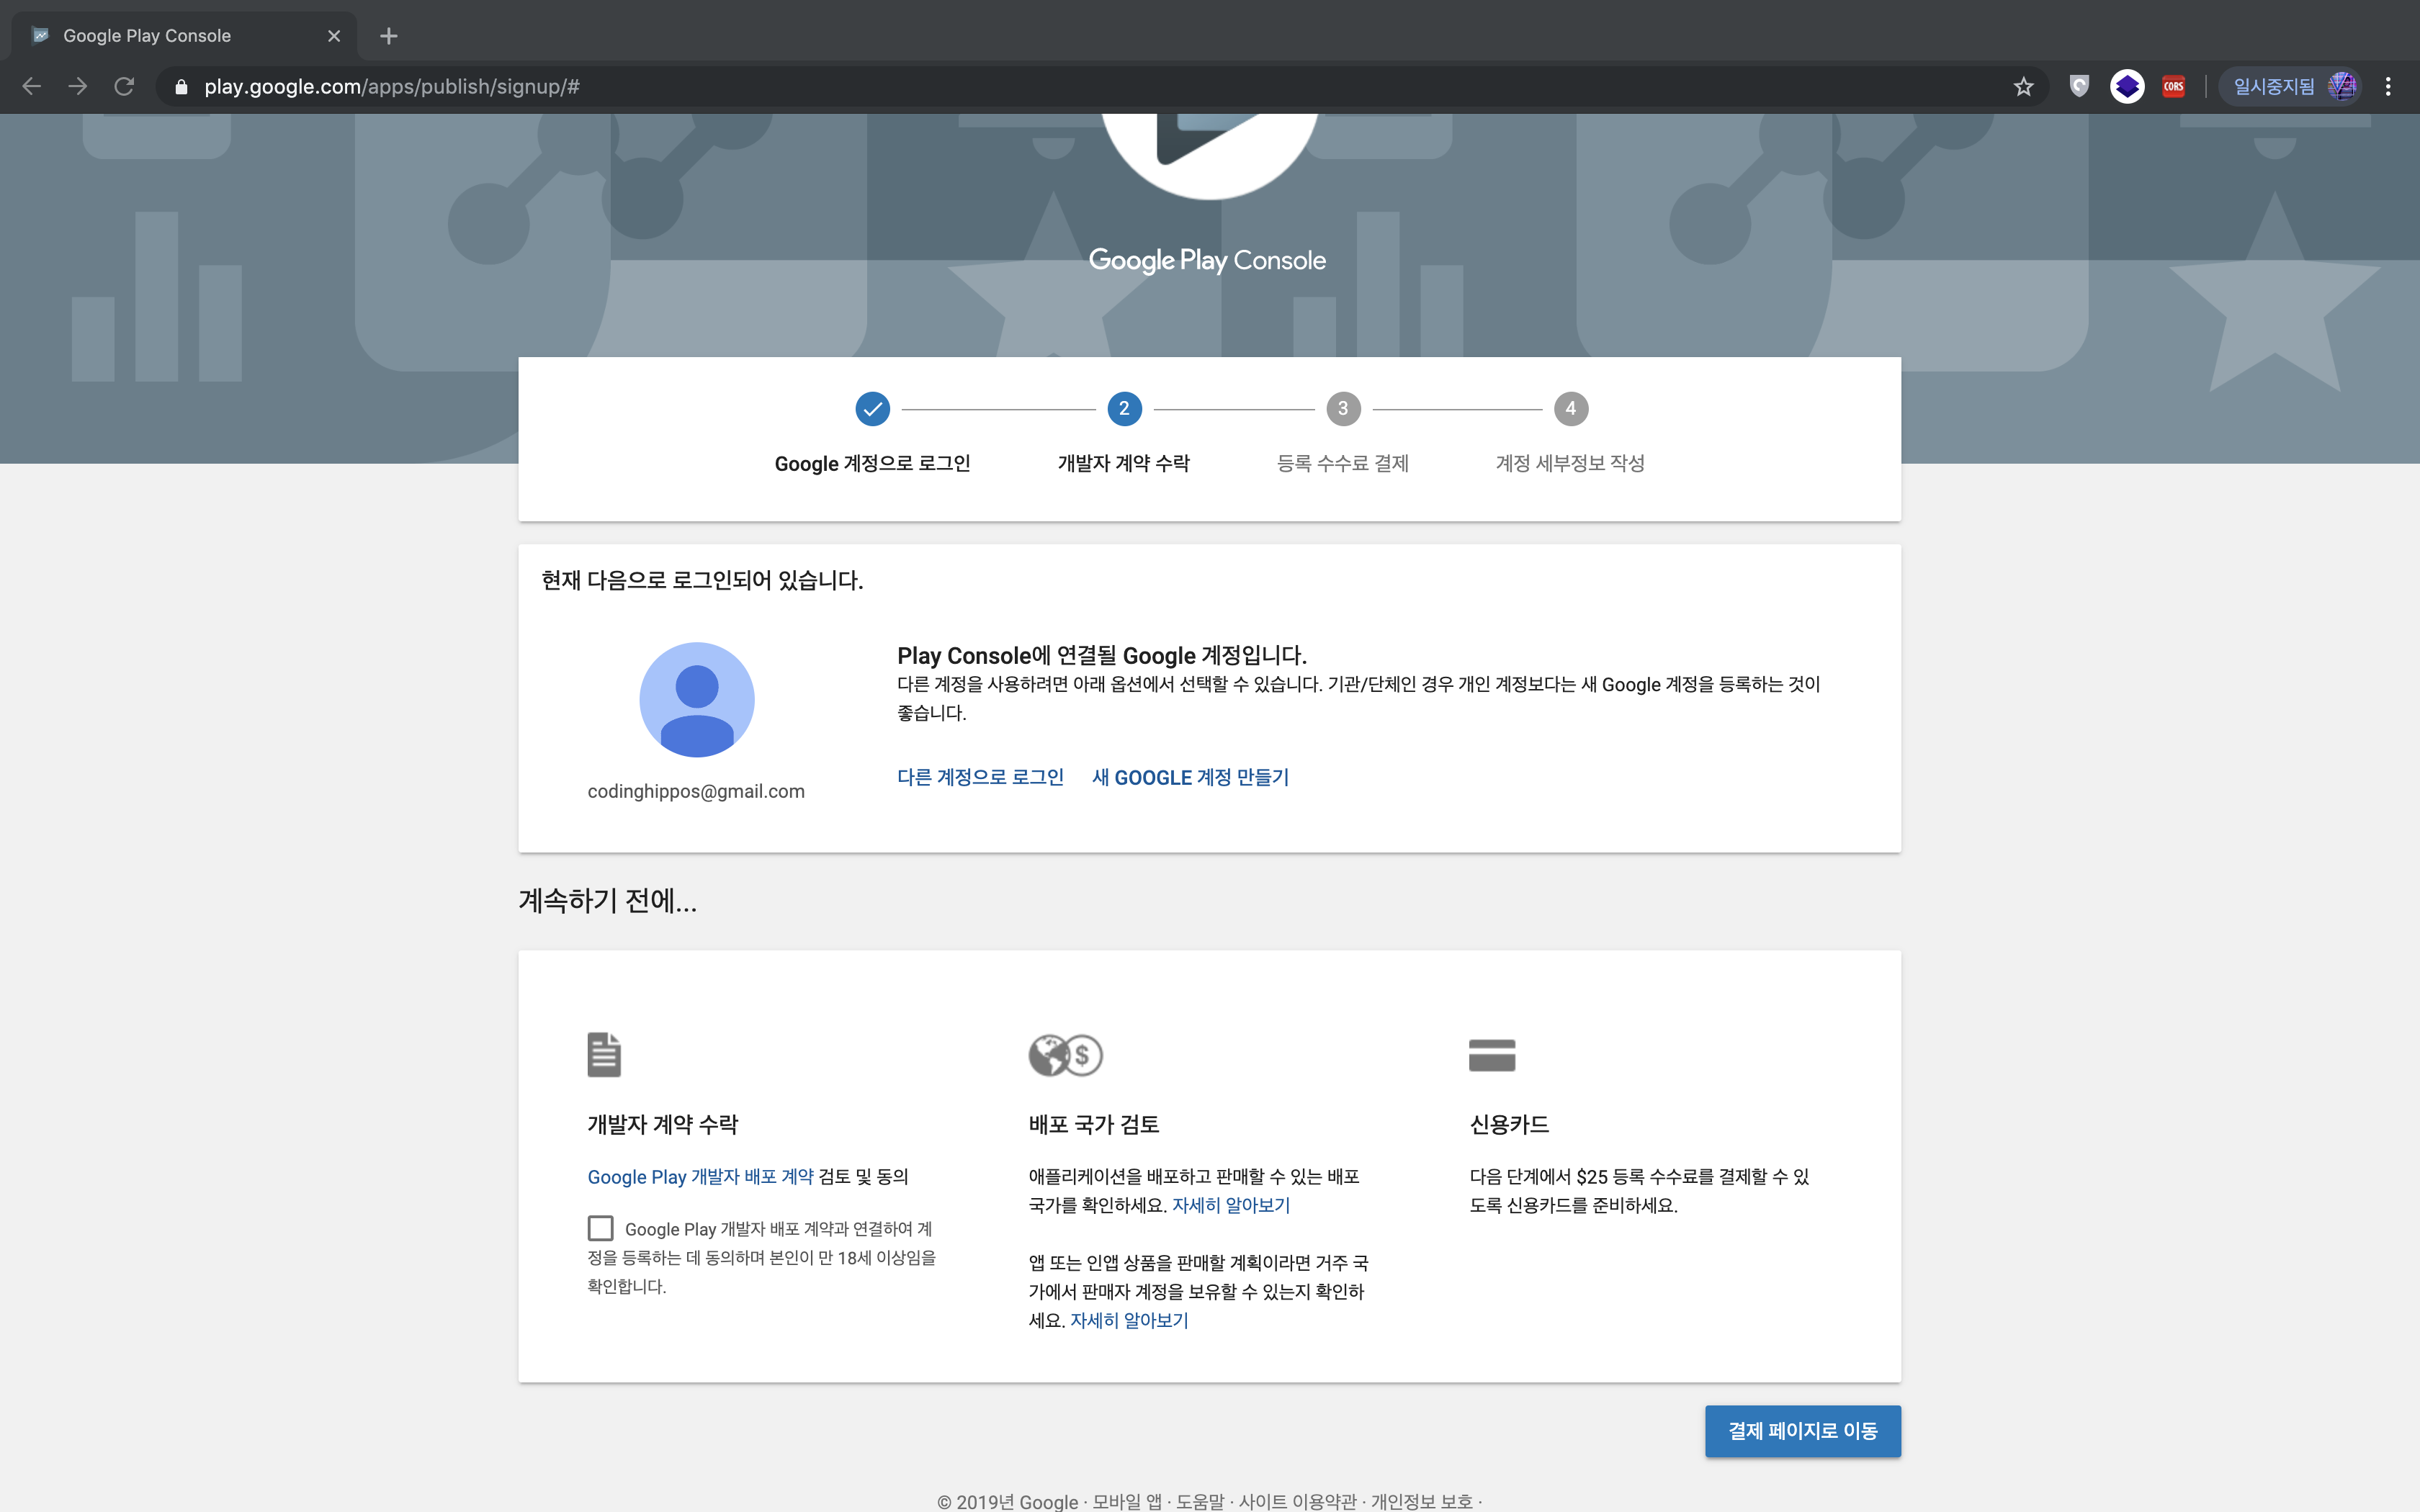 Google Play Console
play.google.com/apps/publish/signup/#
CORS
일시중지됨
Google Play Console
2
3
4
Google 계정으로 로그인
개발자 계약 수락
등록 수수료 결제
계정 세부정보 작성
현재 다음으로 로그인되어 있습니다.
Play Console에 연결될 Google 계정입니다.
다른 계정을 사용하려면 아래 옵션에서 선택할 수 있습니다. 기관/단체인 경우 개인 계정보다는 새 Google 계정을 등록하는 것이
좋습니다.
다른 계정으로 로그인
새 GOOGLE 계정 만들기
codinghippos@gmail.com
계속하기 전에...
개발자 계약 수락
Google Play 개발자 배포 계약 검토 및 동의
Google Play 개발자 배포 계약과 연결하여 계
정을 등록하는 데 동의하며 본인이 만 18세 이상임을
확인합니다.
$
배포 국가 검토
애플리케이션을 배포하고 판매할 수 있는 배포
국가를 확인하세요. 자세히 알아보기
앱 또는 인앱 상품을 판매할 계획이라면 거주 국
가에서 판매자 계정을 보유할 수 있는지 확인하
세요. 자세히 알아보기
신용카드
다음 단계에서 $25 등록 수수료를 결제할 수 있
도록 신용카드를 준비하세요.
결제 페이지로 이동
© 2019년 Google · 모바일 앱 · 도움말 · 사이트 이용약관 · 개인정보 보호 ·